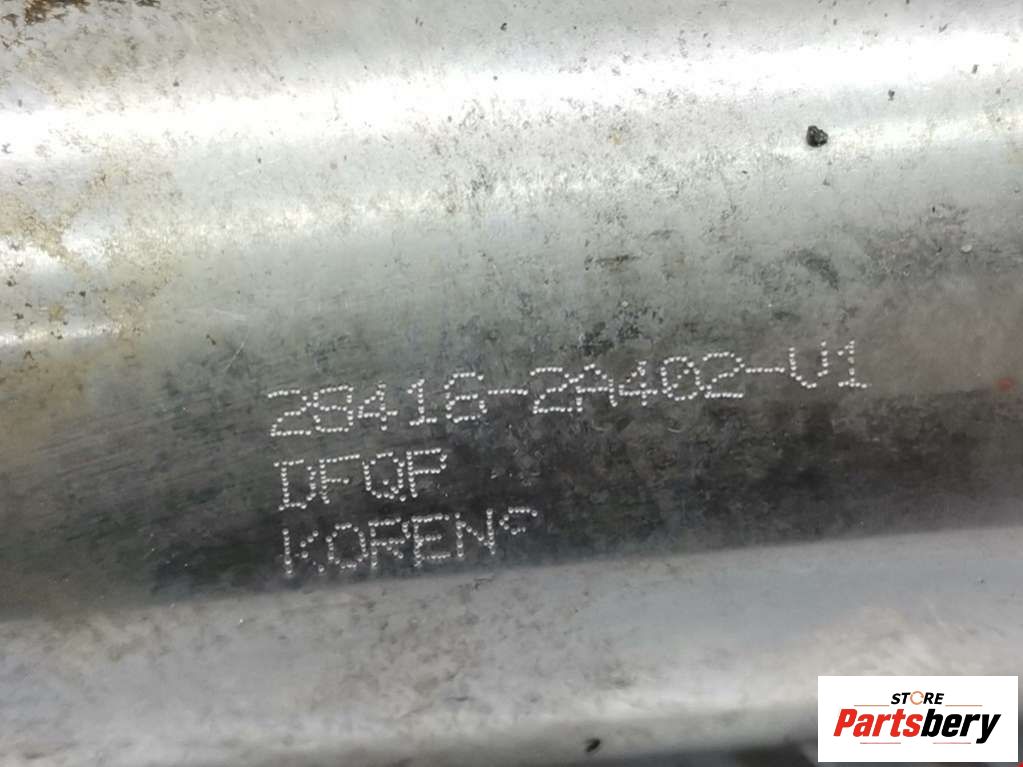 28416-2A402-V1
DFQP
KOREN
STORE
Partsbery